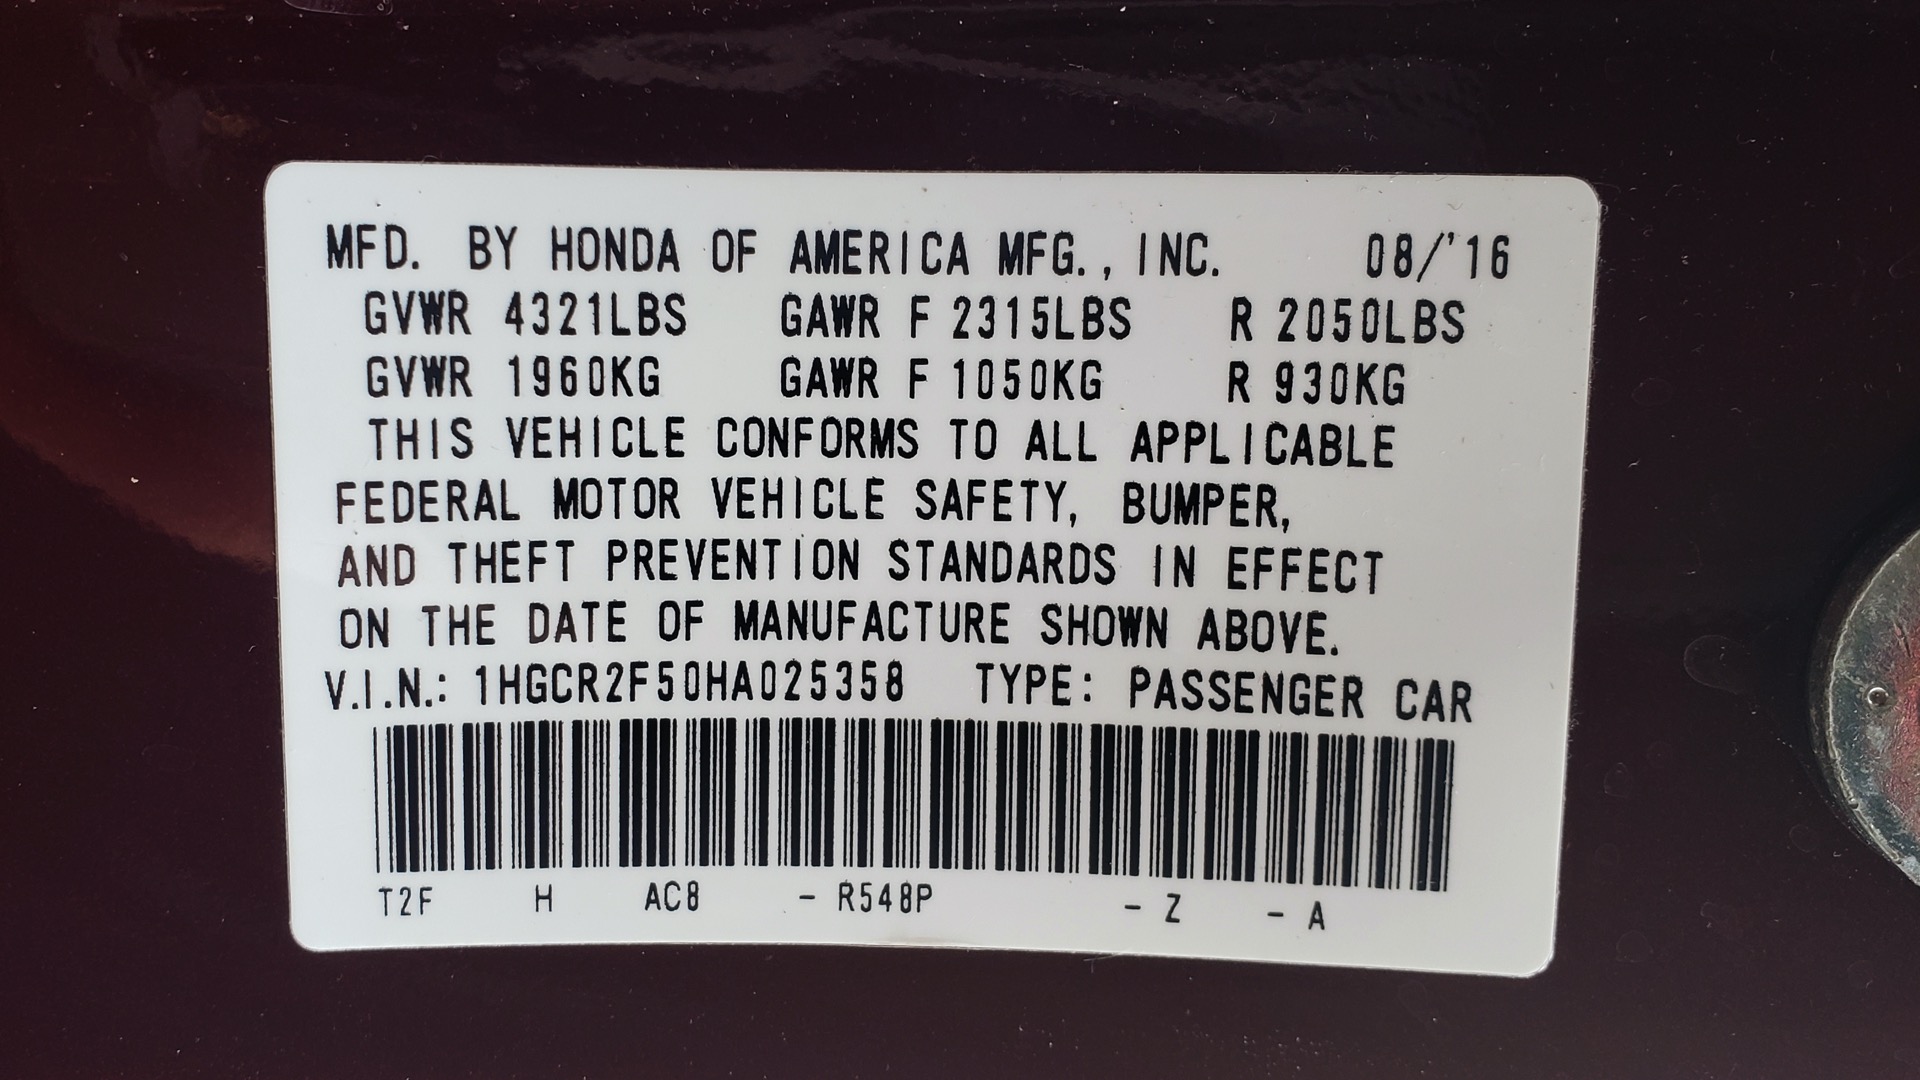 MFD. BY HONDA OF AMERICA MFG., INC. 08/'16
GVWR 4321LBS GAWR F 2315LBS R 2050LBS
GVWR 1960KG GAWR F 1050KG R 930KG
THIS VEHICLE CONFORMS TO ALL APPLICABLE
FEDERAL MOTOR VEHICLE SAFETY, BUMPER,
AND THEFT PREVENTION STANDARDS IN EFFECT
ON THE DATE OF MANUFACTURE SHOWN ABOVE.
V.I.N.: 1HGCR2F50HA025358 TYPE: PASSENGER CAR
T2F H AC8 - R548P - Z - A